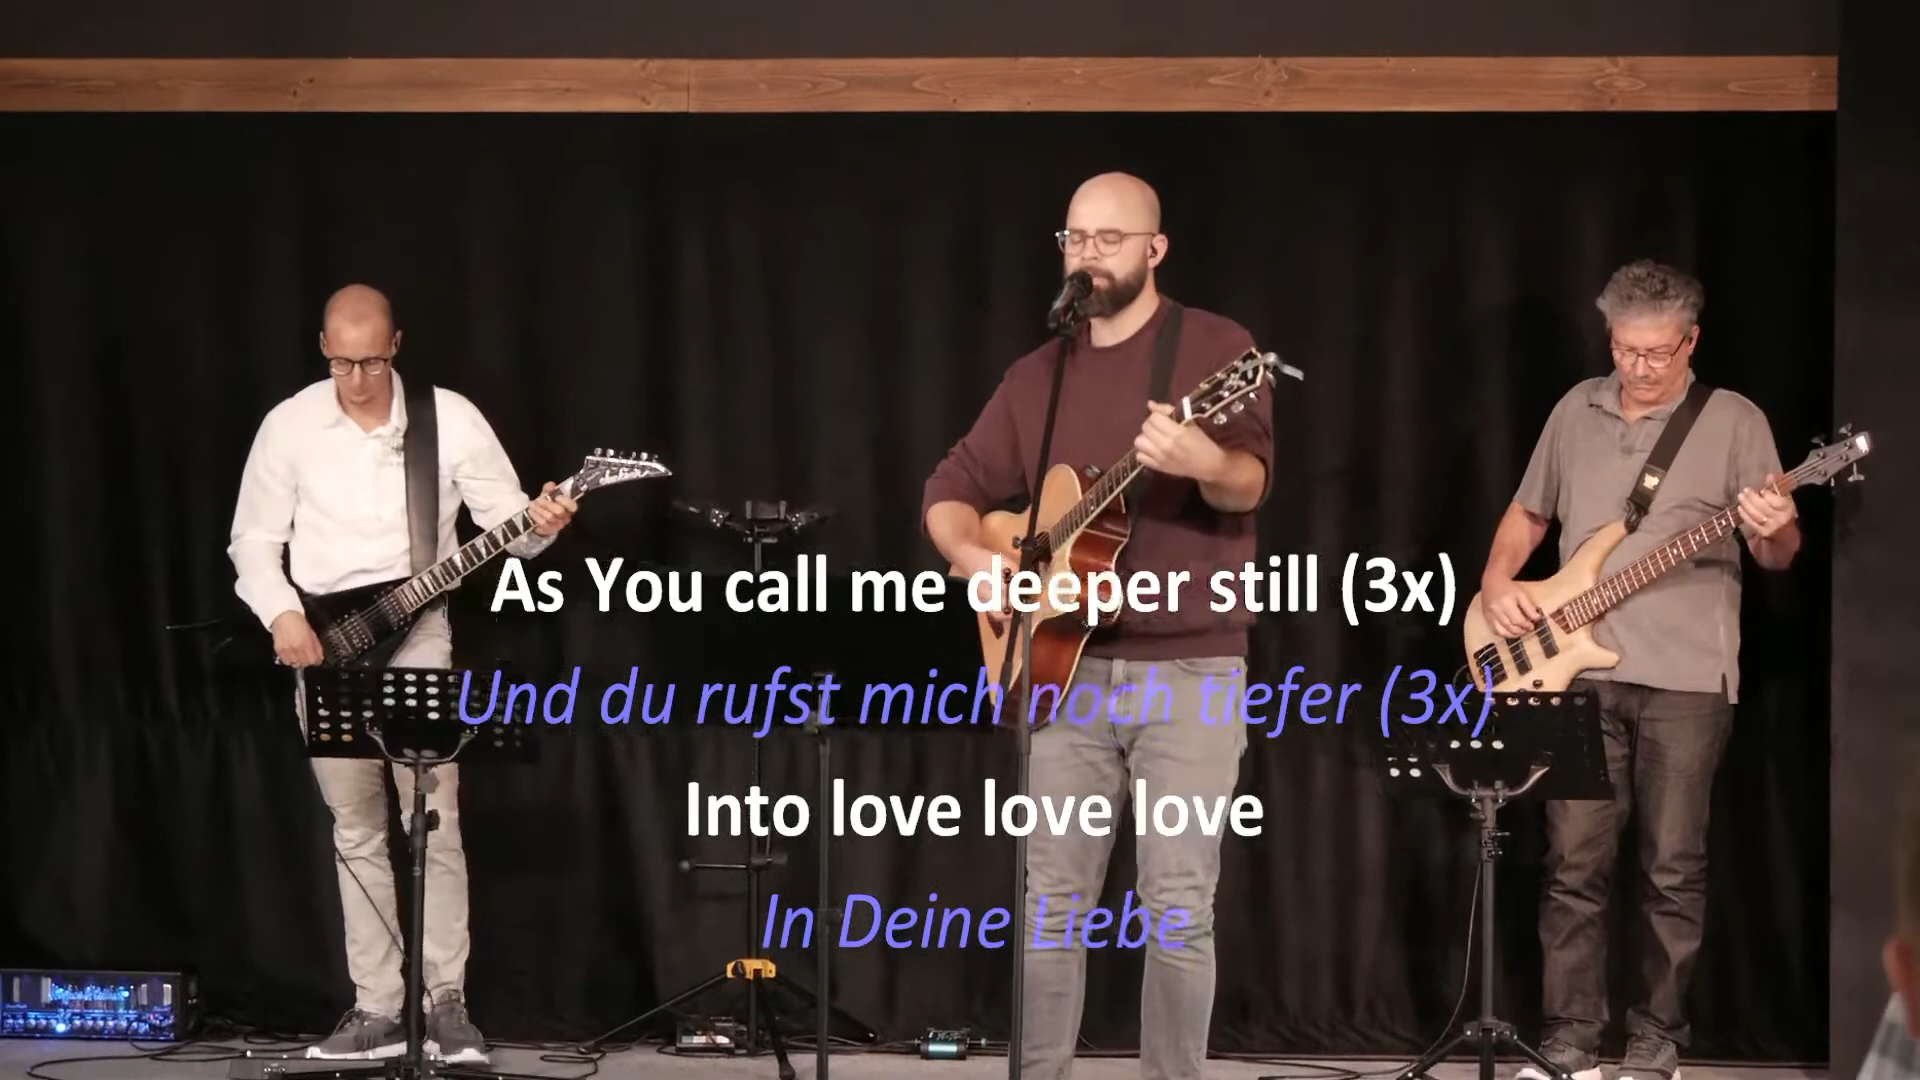 As You call me deeper still (3x)
Und du rufst mich noch tiefer (3x)
Into love love love
In Deine Liebe